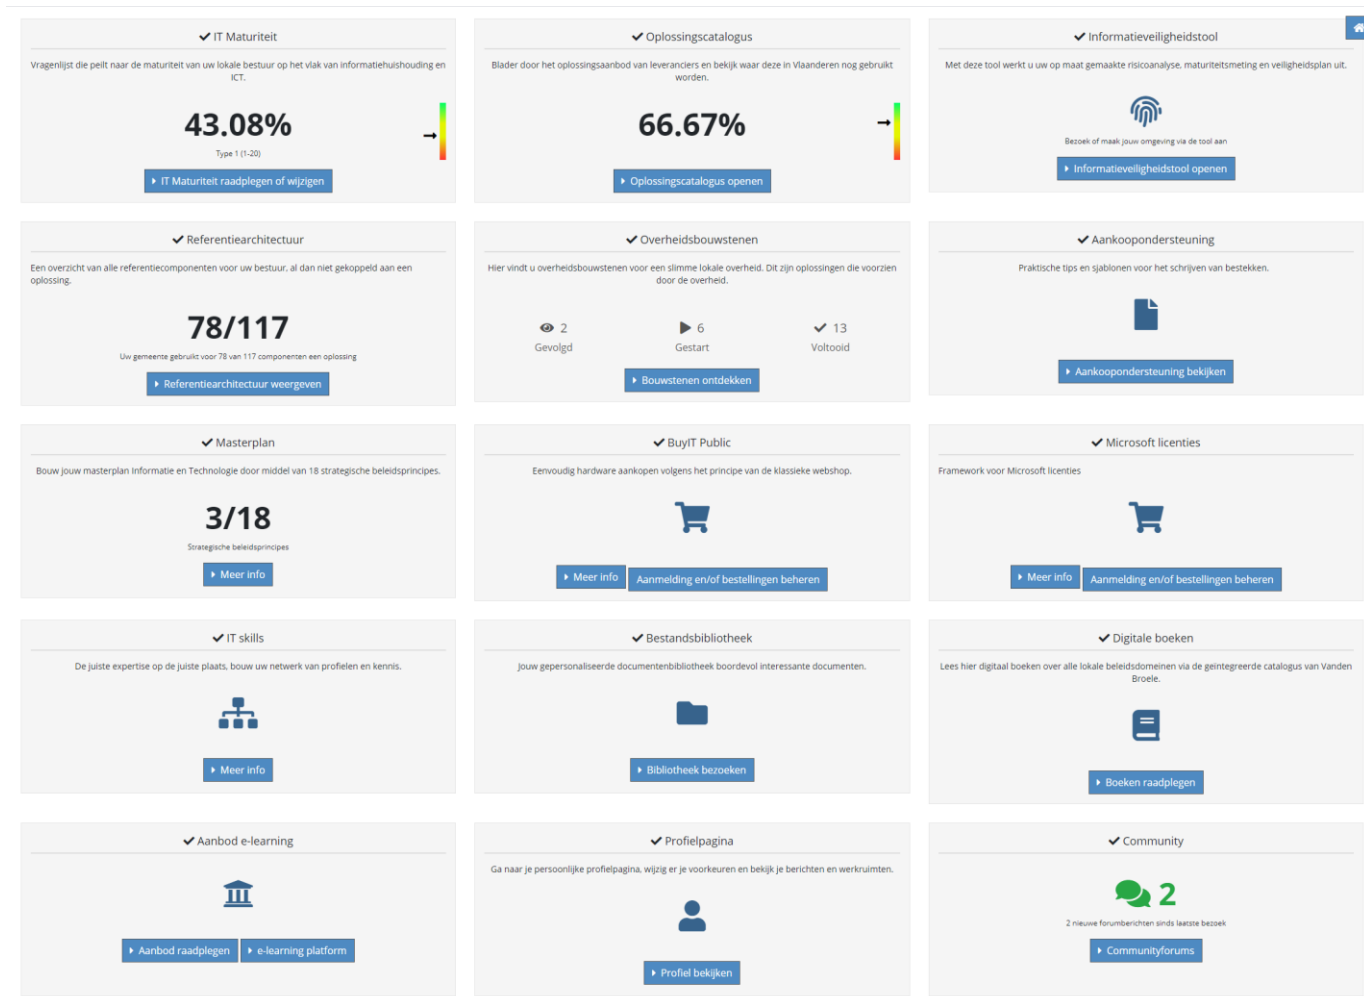 IT Maturiteit
Vragenlijst die peilt naar de maturiteit van uw lokale bestuur op het vlak van informatiehuishouding en
ICT.
43.08%
Type 1 (1-20)
IT Maturiteit raadplegen of wijzigen
Oplossingscatalogus
Blader door het oplossingsaanbod van leveranciers en bekijk waar deze in Vlaanderen nog gebruikt
worden.
66.67%
Oplossingscatalogus openen
Informatieveiligheidstool
Met deze tool werkt u uw op maat gemaakte risicoanalyse, maturiteitsmeting en veiligheidsplan uit.
Bezoek of maak jouw omgeving via de tool aan
Informatieveiligheidstool openen
Referentiearchitectuur
Een overzicht van alle referentiecomponenten voor uw bestuur, al dan niet gekoppeld aan een
oplossing.
78/117
Uw gemeente gebruikt voor 78 van 117 componenten een oplossing
Referentiearchitectuur weergeven
Overheidsbouwstenen
Hier vindt u overheidsbouwstenen voor een slimme lokale overheid. Dit zijn oplossingen die voorzien
door de overheid.
2
Gevolgd
6
Gestart
13
Voltooid
Bouwstenen ontdekken
Aankoopondersteuning
Praktische tips en sjablonen voor het schrijven van bestekken.
Aankoopondersteuning bekijken
Masterplan
Bouw jouw masterplan Informatie en Technologie door middel van 18 strategische beleidsprincipes.
3/18
Strategische beleidsprincipes
Meer info
BuyIT Public
Eenvoudig hardware aankopen volgens het principe van de klassieke webshop.
Meer info
Aanmelding en/of bestellingen beheren
Microsoft licenties
Framework voor Microsoft licenties
Meer info
Aanmelding en/of bestellingen beheren
IT skills
De juiste expertise op de juiste plaats, bouw uw netwerk van profielen en kennis.
Meer info
Bestandsbibliotheek
Jouw gepersonaliseerde documentenbibliotheek boordevol interessante documenten.
Bibliotheek bezoeken
Digitale boeken
Lees hier digitaal boeken over alle lokale beleidsdomeinen via de geïntegreerde catalogus van Vanden
Broele.
Boeken raadplegen
Aanbod e-learning
Aanbod raadplegen
e-learning platform
Profielpagina
Ga naar je persoonlijke profielpagina, wijzig er je voorkeuren en bekijk je berichten en werkruimten.
Profiel bekijken
Community
2
2 nieuwe forumberichten sinds laatste bezoek
Communityforums